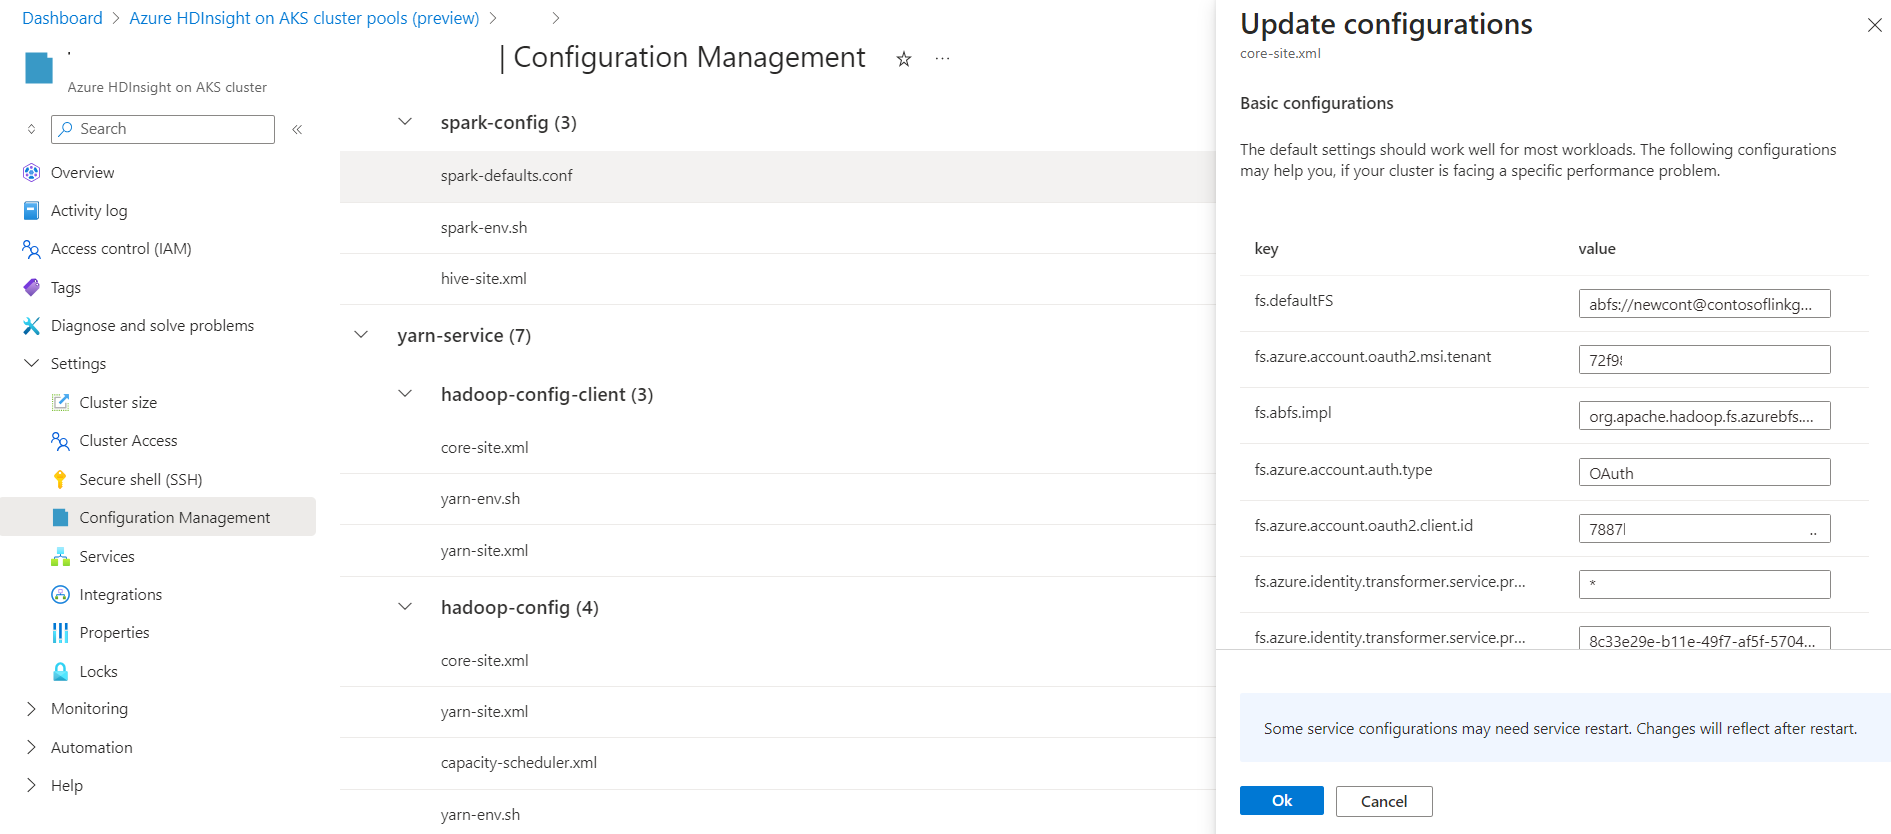 Dashboard > Azure HDInsight on AKS cluster pools (preview) > >
| Configuration Management
Azure HDInsight on AKS cluster
Search
Overview
Activity log
Access control (IAM)
Tags
Diagnose and solve problems
Settings
Cluster size
Cluster Access
Secure shell (SSH)
Configuration Management
Services
Integrations
Properties
Locks
Monitoring
Automation
Help
spark-config (3)
spark-defaults.conf
spark-env.sh
hive-site.xml
yarn-service (7)
hadoop-config-client (3)
core-site.xml
yarn-env.sh
yarn-site.xml
hadoop-config (4)
core-site.xml
yarn-site.xml
capacity-scheduler.xml
yarn-env.sh
Update configurations
core-site.xml
Basic configurations
The default settings should work well for most workloads. The following configurations
may help you, if your cluster is facing a specific performance problem.
key value
fs.defaultFS abfs://newcont@contosoflinkg...
fs.azure.account.oauth2.msi.tenant 72f98
fs.abfs.impl org.apache.hadoop.fs.azurebfs....
fs.azure.account.auth.type OAuth
fs.azure.account.oauth2.client.id 7887 ..
fs.azure.identity.transformer.service.pr... *
fs.azure.identity.transformer.service.pr... 8c33e29e-b11e-49f7-af5f-5704...
Some service configurations may need service restart. Changes will reflect after restart.
Ok Cancel